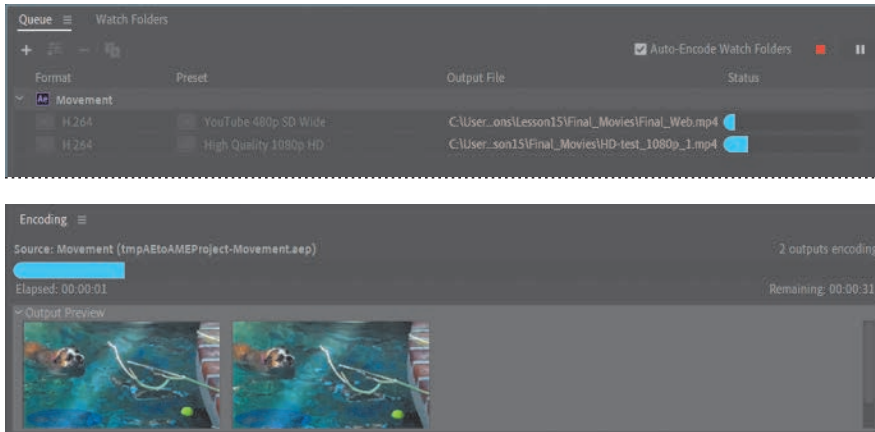 Queue Watch Folders
Auto-Encode Watch Folders
Format Preset Output File Status
Ae Movement
H.264 YouTube 480p SD Wide C:\User...ons\Lesson15\Final_Movies\Final_Web.mp4
H.264 High Quality 1080p HD C:\User...son15\Final_Movies\HD-test_1080p_1.mp4
Encoding
Source: Movement (tmpAEtoAMEProject-Movement.aep) 2 outputs encoding
Elapsed: 00:00:01 Remaining: 00:00:31
Output Preview